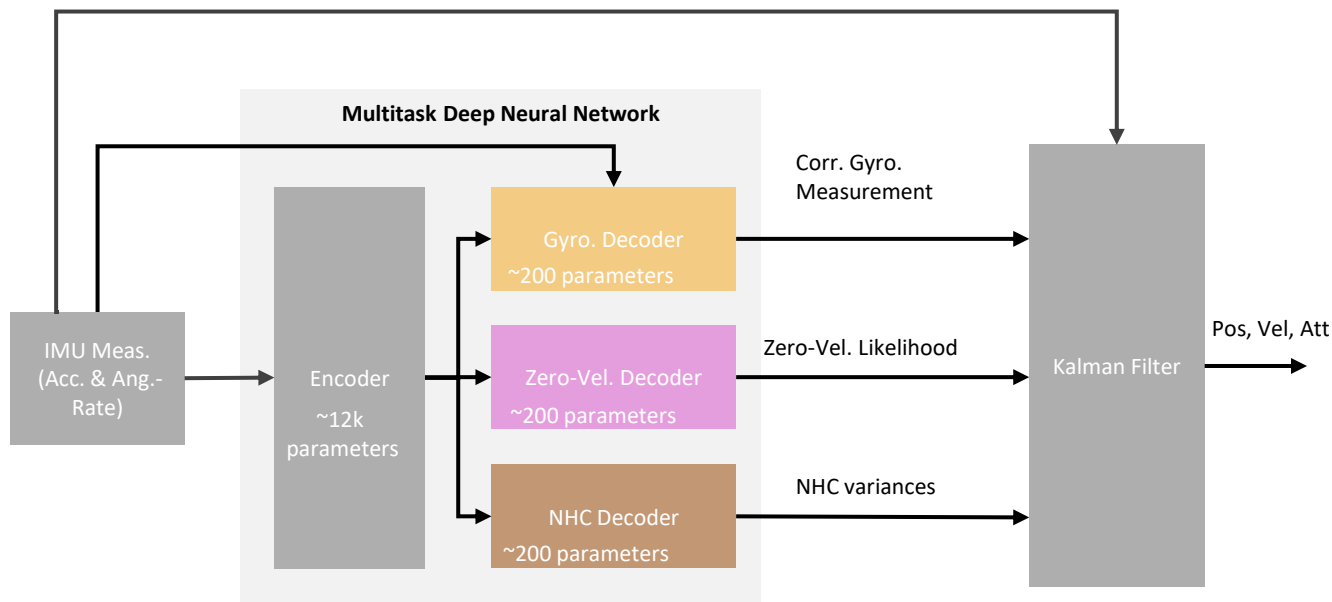 Multitask Deep Neural Network
IMU Meas.
(Acc. & Ang.-
Rate)
Encoder
~12k
parameters
Gyro. Decoder
~200 parameters
Zero-Vel. Decoder
~200 parameters
NHC Decoder
~200 parameters
Corr. Gyro.
Measurement
Zero-Vel. Likelihood
NHC variances
Kalman Filter
Pos, Vel, Att